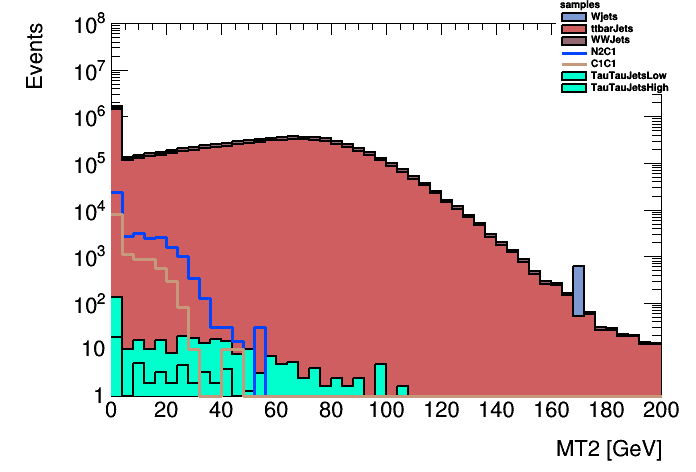 samples
Wjets
ttbarJets
WWJets
N2C1
C1C1
TauTauJetsLow
TauTauJetsHigh
Events
10^8
10^7
10^6
10^5
10^4
10^3
10^2
10
1
0 20 40 60 80 100 120 140 160 180 200
MT2 [GeV]